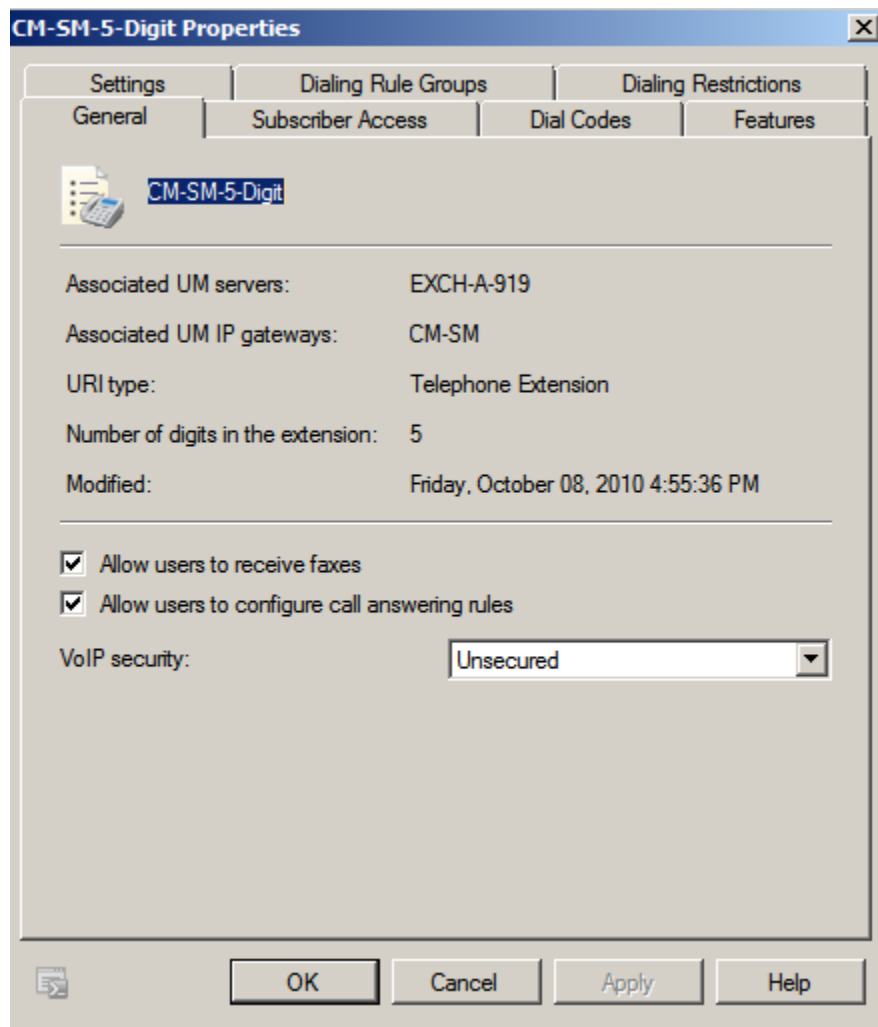 CM-SM-5-Digit Properties
Settings Dialing Rule Groups Dialing Restrictions
General Subscriber Access Dial Codes Features
CM-SM-5-Digit
Associated UM servers: EXCH-A-919
Associated UM IP gateways: CM-SM
URI type: Telephone Extension
Number of digits in the extension: 5
Modified: Friday, October 08, 2010 4:55:36 PM
Allow users to receive faxes
Allow users to configure call answering rules
VoIP security: Unsecured
OK Cancel Apply Help